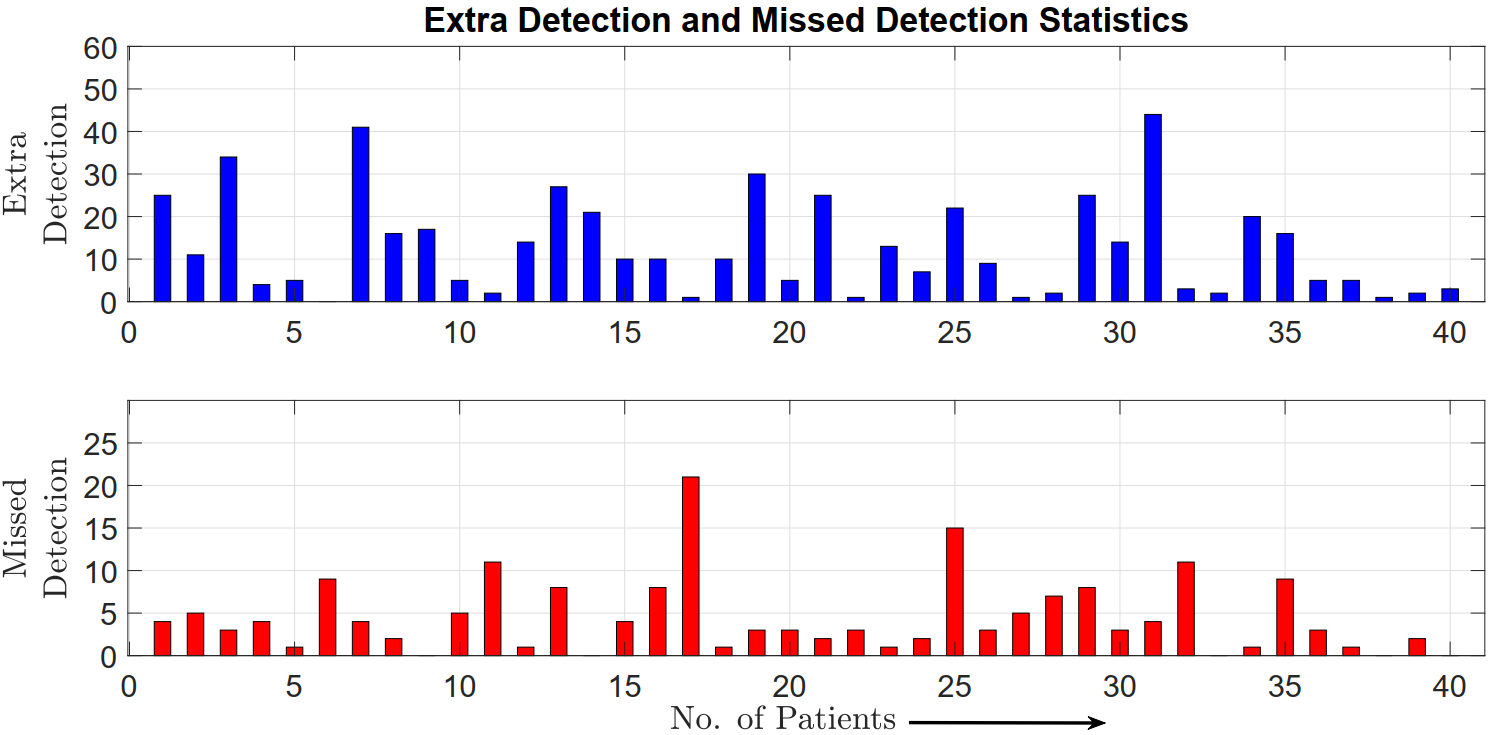 Extra Detection and Missed Detection Statistics
Extra
Detection
60
50
40
30
20
10
0
0 5 10 15 20 25 30 35 40
Missed
Detection
25
20
15
10
5
0
0 5 10 15 20 25 30 35 40
No. of Patients